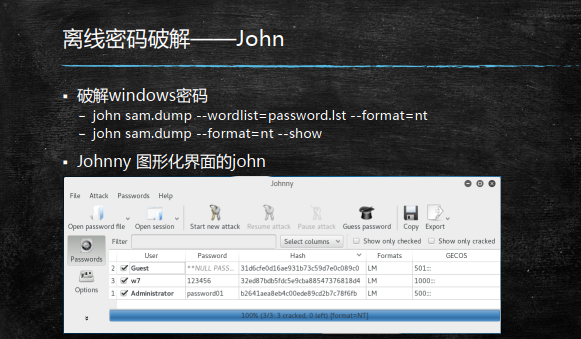 离线密码破解——John
▪ 破解windows密码
– john sam.dump --wordlist=password.lst --format=nt
– john sam.dump --format=nt --show
▪ Johnny 图形化界面的john
Johnny
File Attack Passwords Help
Open password file Open session Start new attack Resume attack Pause attack Guess password Copy Export
Passwords
Options
Filter Select columns Show only checked Show only cracked
User Password Hash Formats GECOS
2 Guest **NULL PASS... 31d6cfe0d16ae931b73c59d7e0c089c0 LM 501:::
3 w7 123456 32ed87bdb5fdc5e9cba88547376818d4 LM 1000:::
1 Administrator password01 b2641aea8eb4c00ede89cd2b7c78f6fb LM 500:::
100% (3/3: 3 cracked, 0 left) [format=NT]